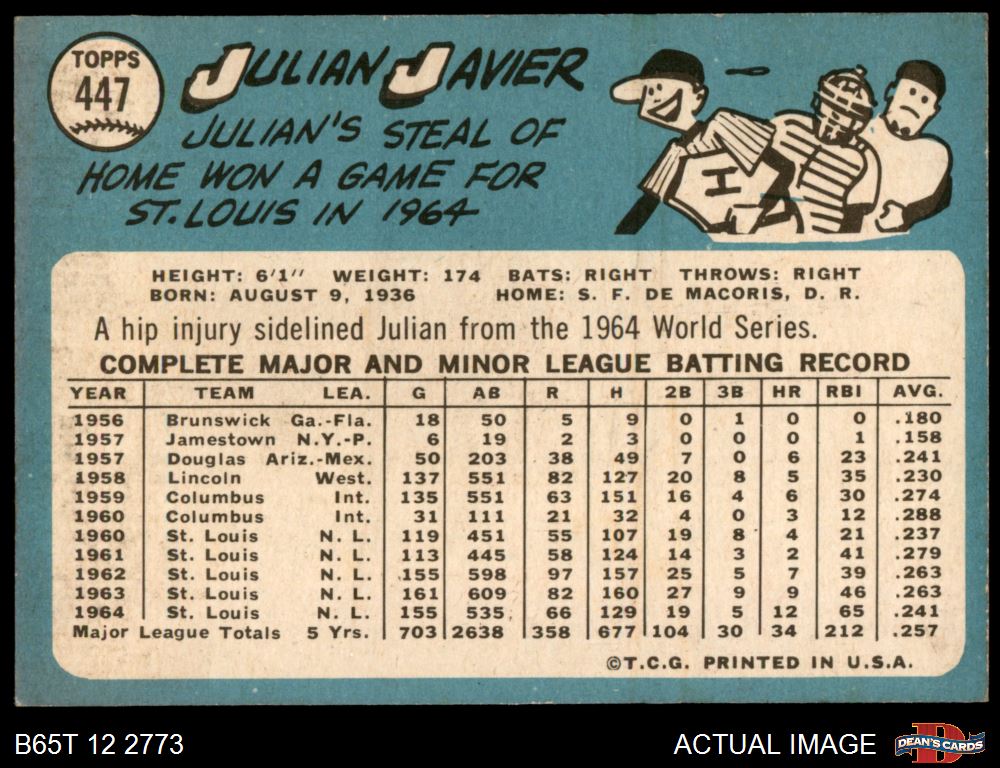 TOPPS
447
JULIAN JAVIER
JULIAN'S STEAL OF
HOME WON A GAME FOR
ST. LOUIS IN 1964
H
HEIGHT: 6'1" WEIGHT: 174 BATS: RIGHT THROWS: RIGHT
BORN: AUGUST 9, 1936 HOME: S. F. DE MACORIS, D. R.
A hip injury sidelined Julian from the 1964 World Series.
COMPLETE MAJOR AND MINOR LEAGUE BATTING RECORD
YEAR TEAM LEA. G AB R H 2B 3B HR RBI AVG.
1956 Brunswick Ga.-Fla. 18 50 5 9 0 1 0 0 .180
1957 Jamestown N.Y.-P. 6 19 2 3 0 0 0 1 .158
1957 Douglas Ariz.-Mex. 50 203 38 49 7 0 6 23 .241
1958 Lincoln West. 137 551 82 127 20 8 5 35 .230
1959 Columbus Int. 135 551 63 151 16 4 6 30 .274
1960 Columbus Int. 31 111 21 32 4 0 3 12 .288
1960 St. Louis N. L. 119 451 55 107 19 8 4 21 .237
1961 St. Louis N. L. 113 445 58 124 14 3 2 41 .279
1962 St. Louis N. L. 155 598 97 157 25 5 7 39 .263
1963 St. Louis N. L. 161 609 82 160 27 9 9 46 .263
1964 St. Louis N. L. 155 535 66 129 19 5 12 65 .241
Major League Totals 5 Yrs. 703 2638 358 677 104 30 34 212 .257
©T.C.G. PRINTED IN U.S.A.
B65T 12 2773 ACTUAL IMAGE D DEAN'S CARDS